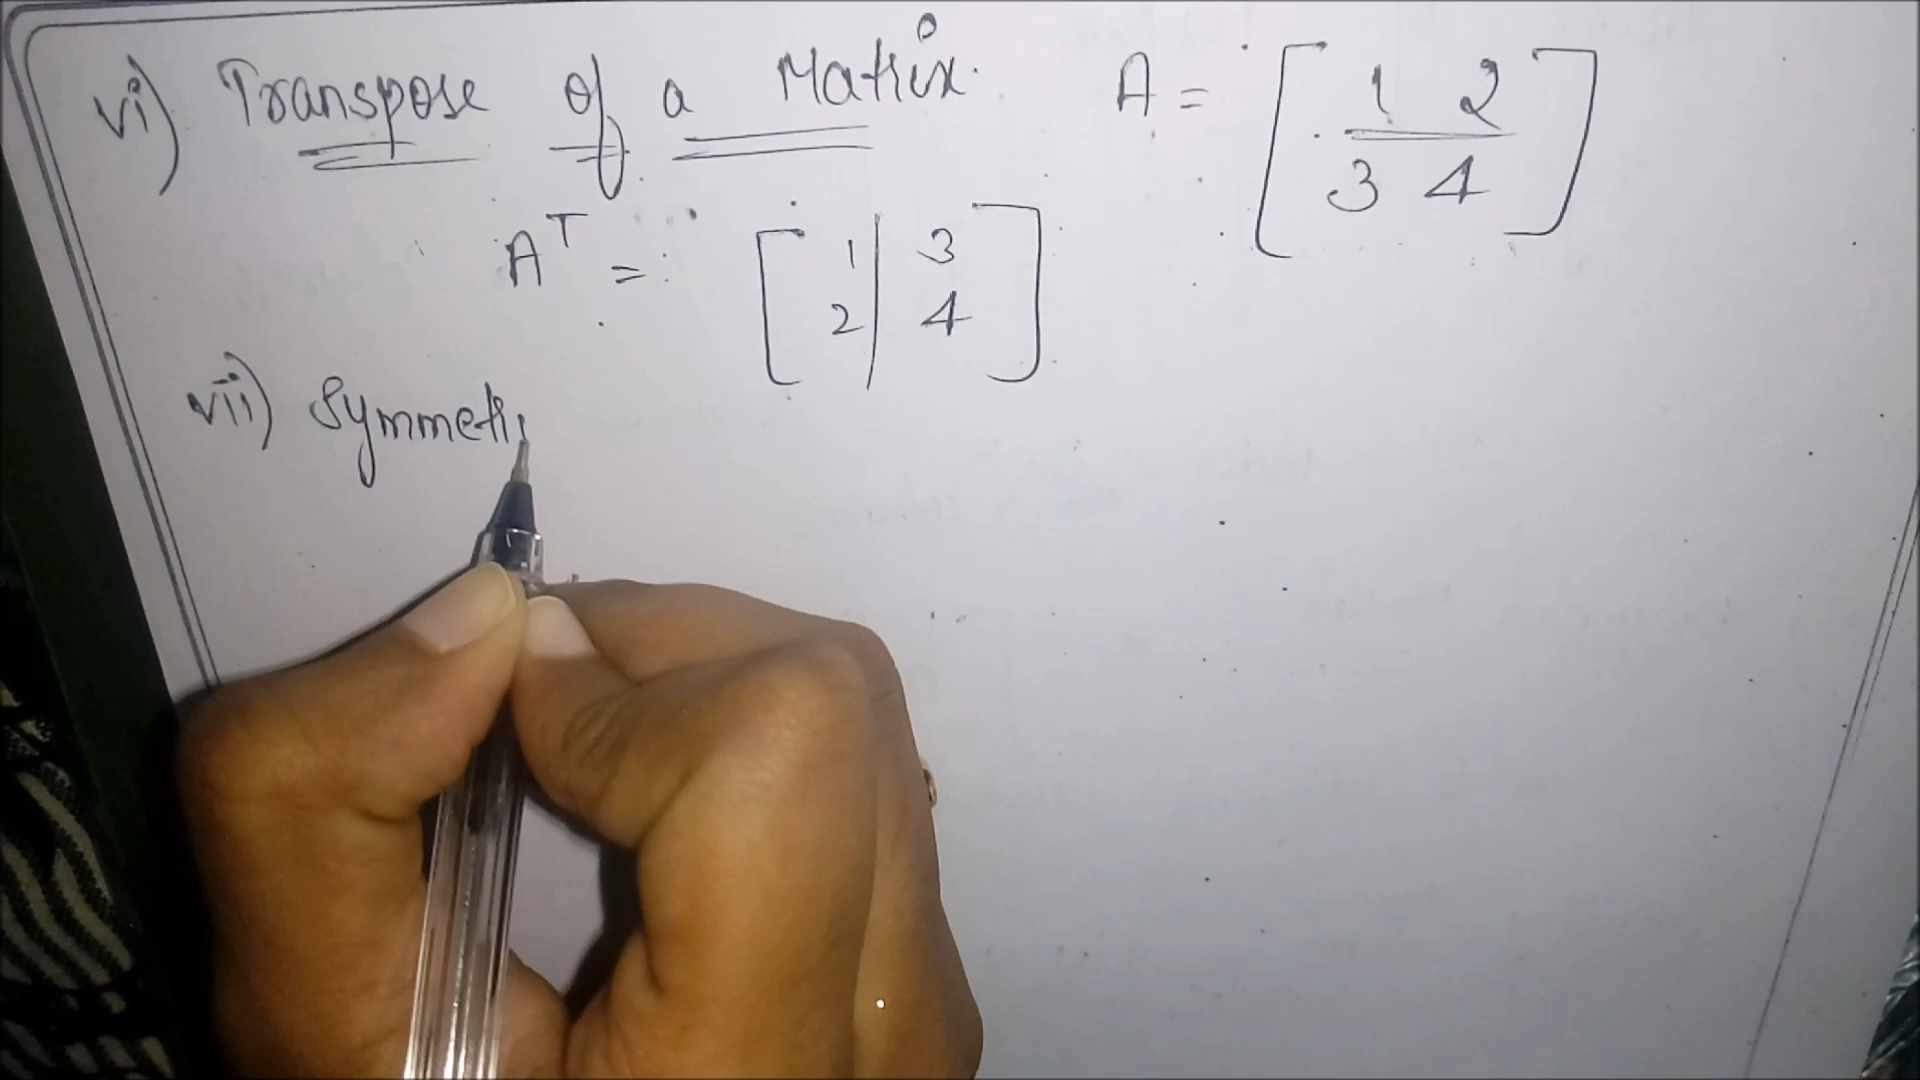 vi) Transpose of a Matrix. A = [ 1 2
3 4 ]
A^T = [ 1 | 3
2 | 4 ]
vii) Symmetri